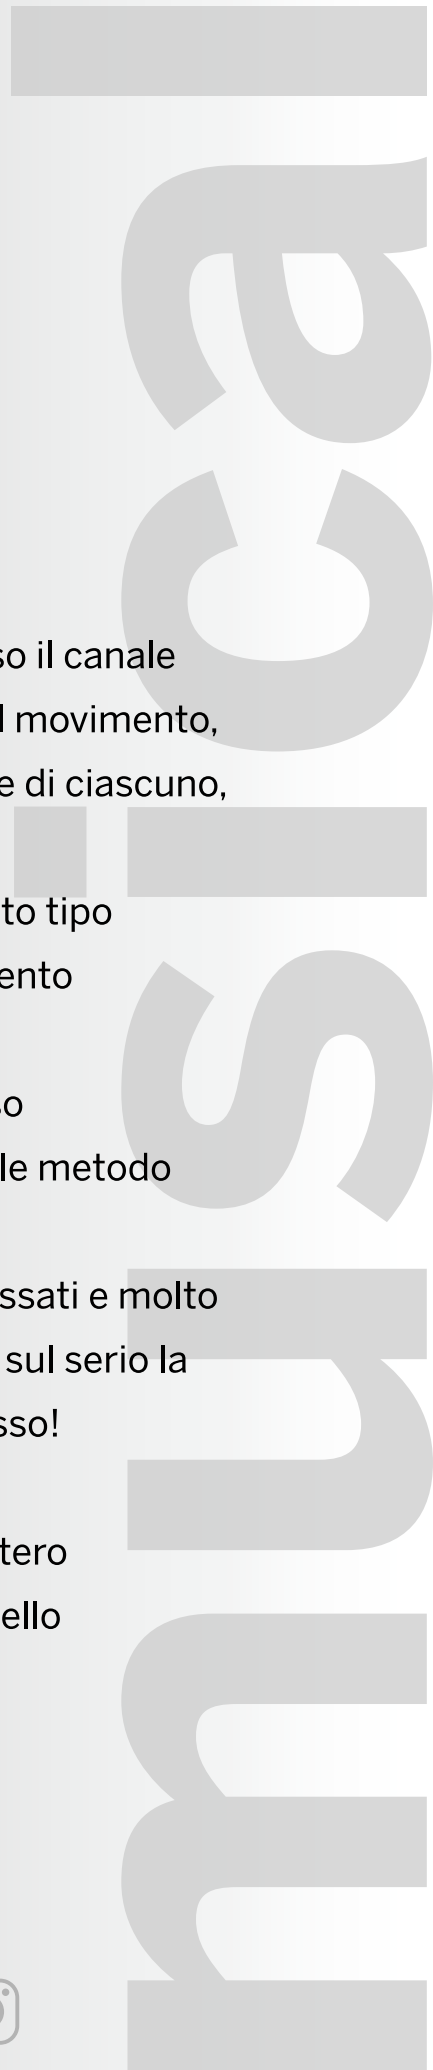 so il canale
l movimento,
e di ciascuno,
to tipo
ento
so
le metodo
ssati e molto
sul serio la
sso!
tero
ello
musical